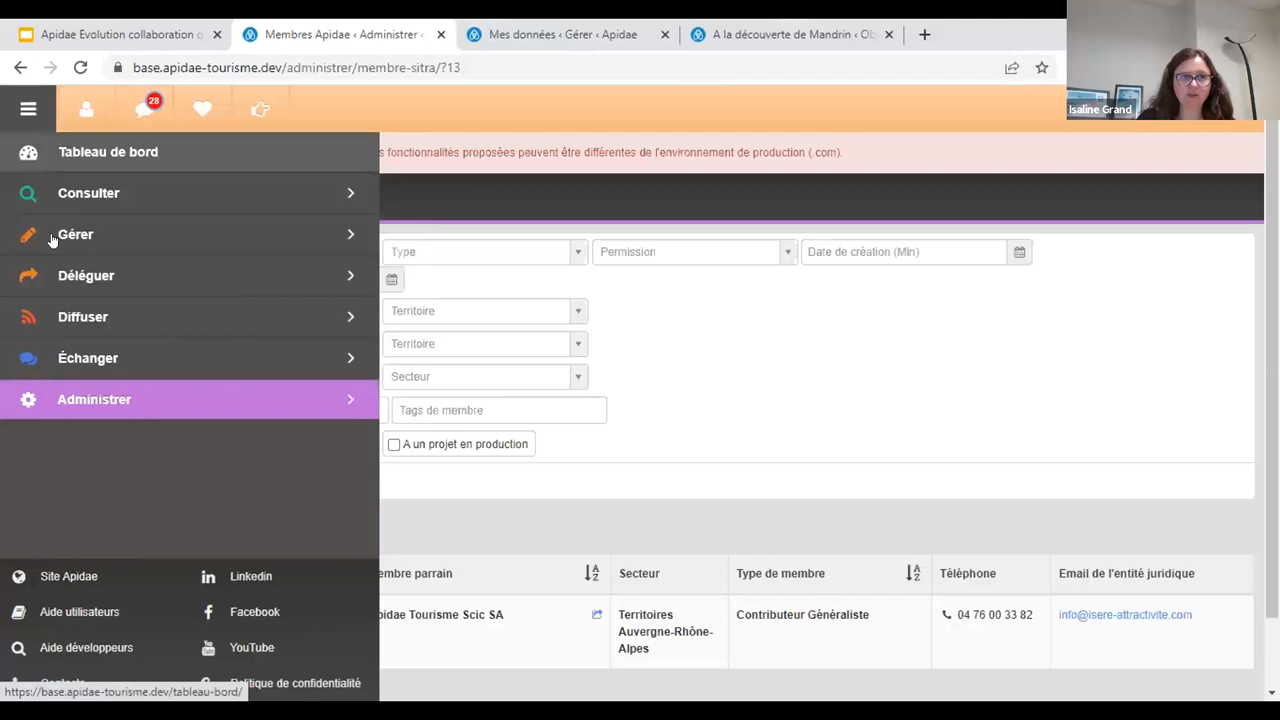 Apidae Evolution collaboration q
Membres Apidae ‹ Administrer ‹
Mes données ‹ Gérer ‹ Apidae
A la découverte de Mandrin ‹ Ob
base.apidae-tourisme.dev/administrer/membre-sitra/?13
Isaline Grand
28
Tableau de bord
s fonctionnalités proposées peuvent être différentes de l'environnement de production (.com).
Consulter
Gérer
Type
Permission
Date de création (Min)
Déléguer
Diffuser
Territoire
Territoire
Échanger
Secteur
Administrer
Tags de membre
A un projet en production
Site Apidae
Linkedin
embre parrain
Secteur
Type de membre
Téléphone
Email de l'entité juridique
Aide utilisateurs
Facebook
pidae Tourisme Scic SA
Territoires
Auvergne-Rhône-
Alpes
Contributeur Généraliste
04 76 00 33 82
info@isere-attractivite.com
Aide développeurs
YouTube
Politique de confidentialité
https://base.apidae-tourisme.dev/tableau-bord/